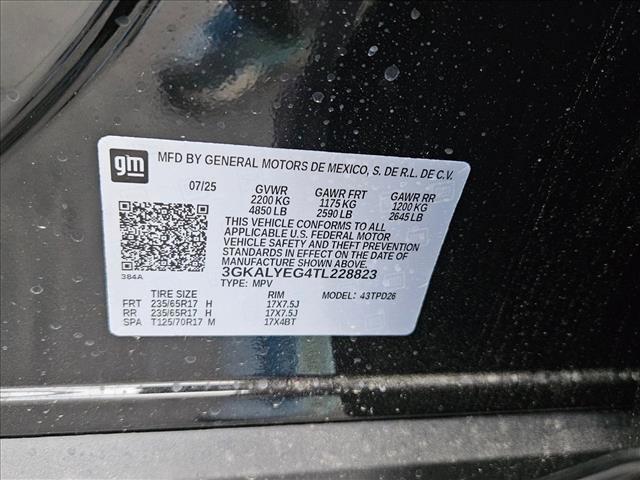 gm
MFD BY GENERAL MOTORS DE MEXICO, S. DE R.L. DE C.V.
07/25 GVWR GAWR FRT GAWR RR
2200 KG 1175 KG 1200 KG
4850 LB 2590 LB 2645 LB
THIS VEHICLE CONFORMS TO ALL
APPLICABLE U.S. FEDERAL MOTOR
VEHICLE SAFETY AND THEFT PREVENTION
STANDARDS IN EFFECT ON THE DATE OF
MANUFACTURE SHOWN ABOVE.
384A 3GKALYEG4TL228823
TYPE: MPV
TIRE SIZE RIM MODEL: 43TPD26
FRT 235/65R17 H 17X7.5J
RR 235/65R17 H 17X7.5J
SPA T125/70R17 M 17X4BT